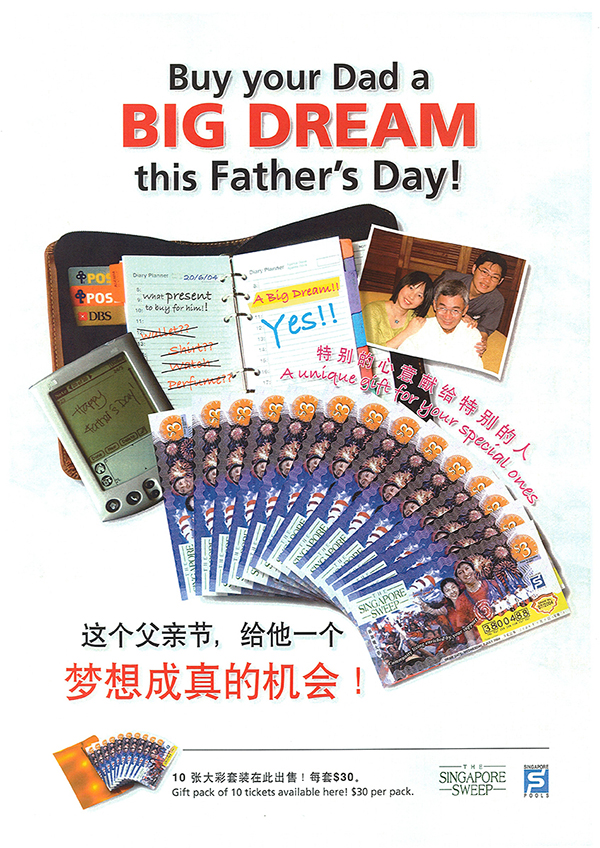 Buy your Dad a
BIG DREAM
this Father's Day!
Diary Planner 20/6/04
What present
to buy for him!!
Wallet??
Shirt??
Watch
Perfume??
Diary Planner
A Big Dream!!
Yes!!
POS
POS
DBS
Happy
Father's Day!
特别的心意献给特别的人
A unique gift for your special ones
$3
THE
SINGAPORE
SWEEP
3800488
这个父亲节，给他一个
梦想成真的机会！
10 张大彩套装在此出售！每套$30。
Gift pack of 10 tickets available here! $30 per pack.
THE
SINGAPORE
SWEEP
SINGAPORE
POOLS